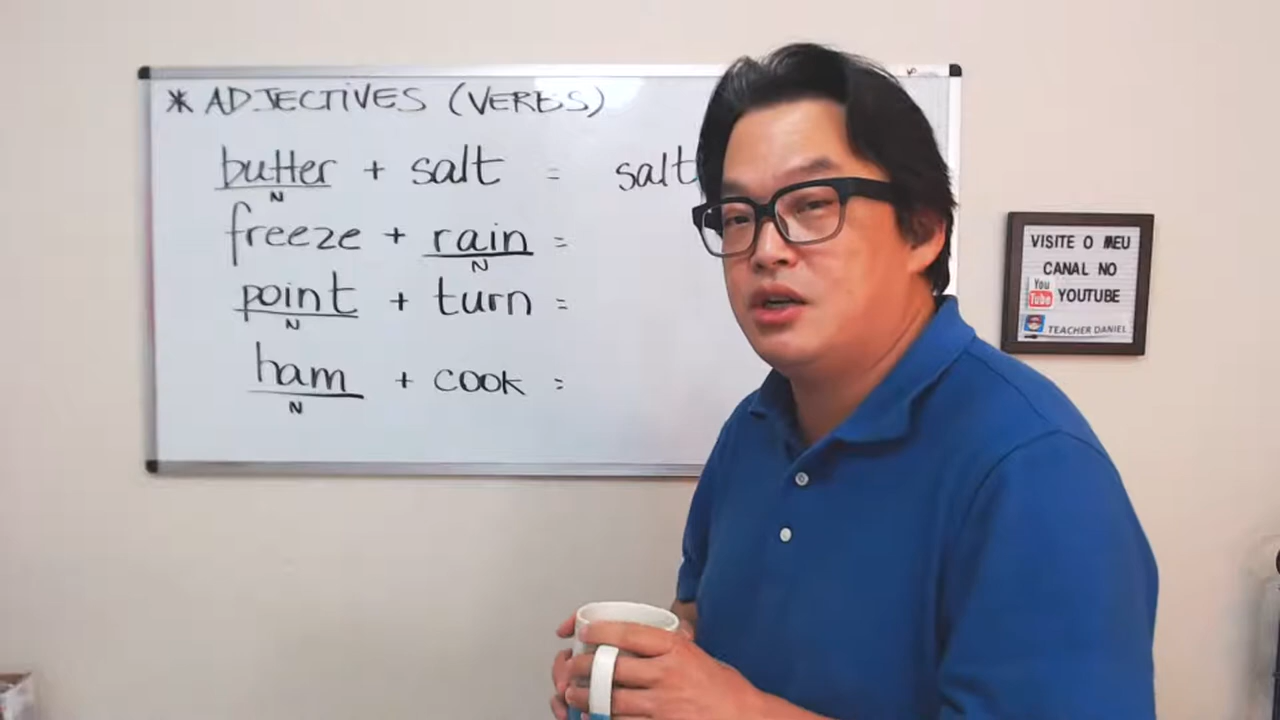 * ADJECTIVES (VERBS)
butter + salt = salt
N
freeze + rain =
N
point + turn =
N
ham + cook =
N
VISITE O MEU
CANAL NO
You Tube YOUTUBE
TEACHER DANIEL